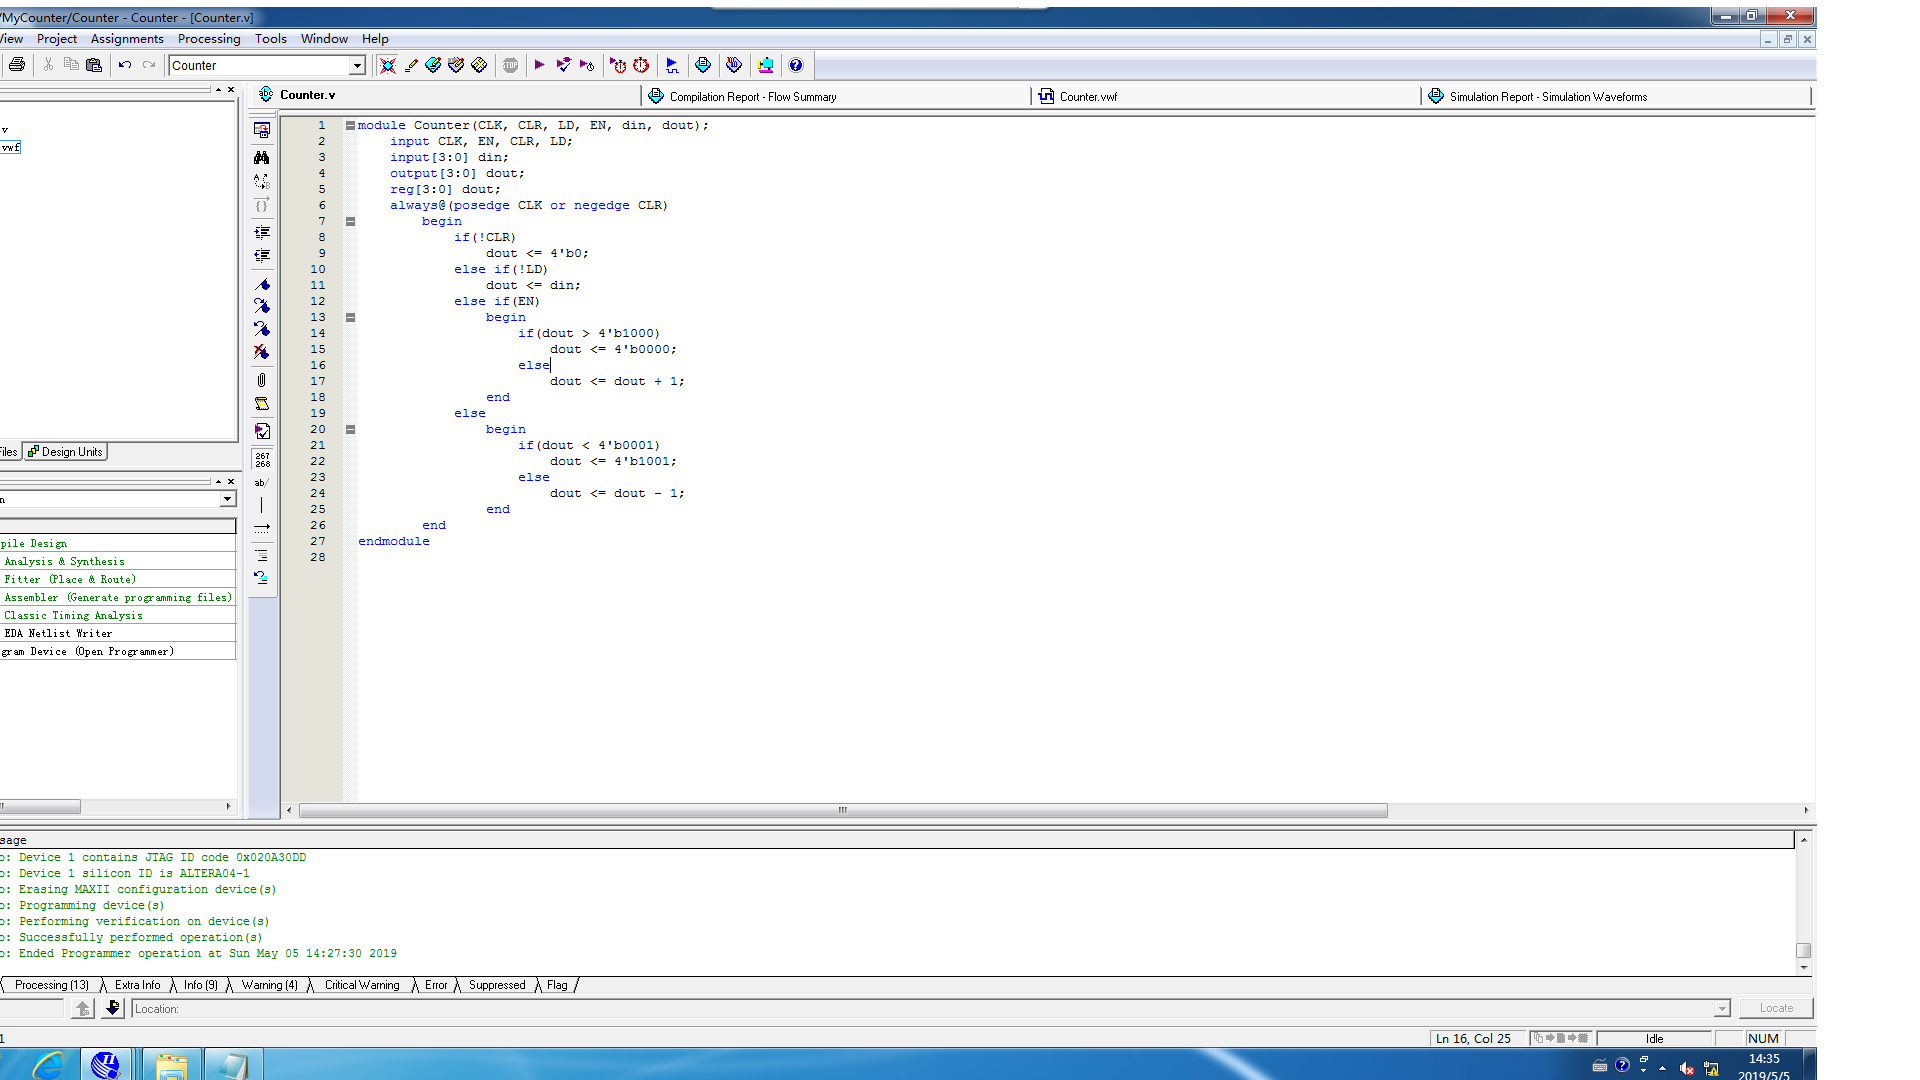 /MyCounter/Counter - Counter - [Counter.v]
View Project Assignments Processing Tools Window Help
Counter
Counter.v
Compilation Report - Flow Summary
Counter.vwf
Simulation Report - Simulation Waveforms
v
vwf
Files Design Units
1 module Counter(CLK, CLR, LD, EN, din, dout);
2 input CLK, EN, CLR, LD;
3 input[3:0] din;
4 output[3:0] dout;
5 reg[3:0] dout;
6 always@(posedge CLK or negedge CLR)
7 begin
8 if(!CLR)
9 dout <= 4'b0;
10 else if(!LD)
11 dout <= din;
12 else if(EN)
13 begin
14 if(dout > 4'b1000)
15 dout <= 4'b0000;
16 else
17 dout <= dout + 1;
18 end
19 else
20 begin
21 if(dout < 4'b0001)
22 dout <= 4'b1001;
23 else
24 dout <= dout - 1;
25 end
26 end
27 endmodule
28
267
268
ab/
n
pile Design
Analysis & Synthesis
Fitter (Place & Route)
Assembler (Generate programming files)
Classic Timing Analysis
EDA Netlist Writer
gram Device (Open Programmer)
sage
o: Device 1 contains JTAG ID code 0x020A30DD
o: Device 1 silicon ID is ALTERA04-1
o: Erasing MAXII configuration device(s)
o: Programming device(s)
o: Performing verification on device(s)
o: Successfully performed operation(s)
o: Ended Programmer operation at Sun May 05 14:27:30 2019
Processing (13) Extra Info Info (9) Warning (4) Critical Warning Error Suppressed Flag
Location:
Locate
Ln 16, Col 25
Idle
NUM
14:35
2019/5/5